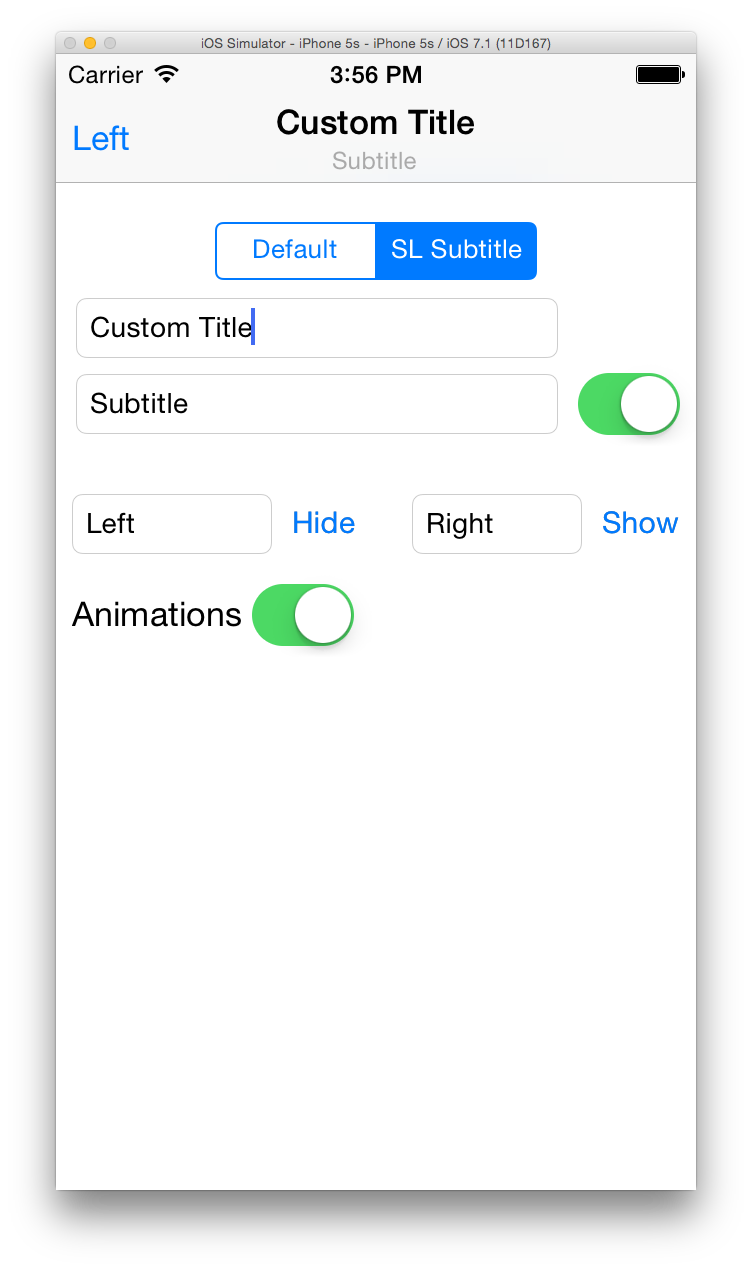 iOS Simulator - iPhone 5s - iPhone 5s / iOS 7.1 (11D167)
Carrier 3:56 PM
Left Custom Title
Subtitle
Default SL Subtitle
Custom Title
Subtitle
Left Hide Right Show
Animations